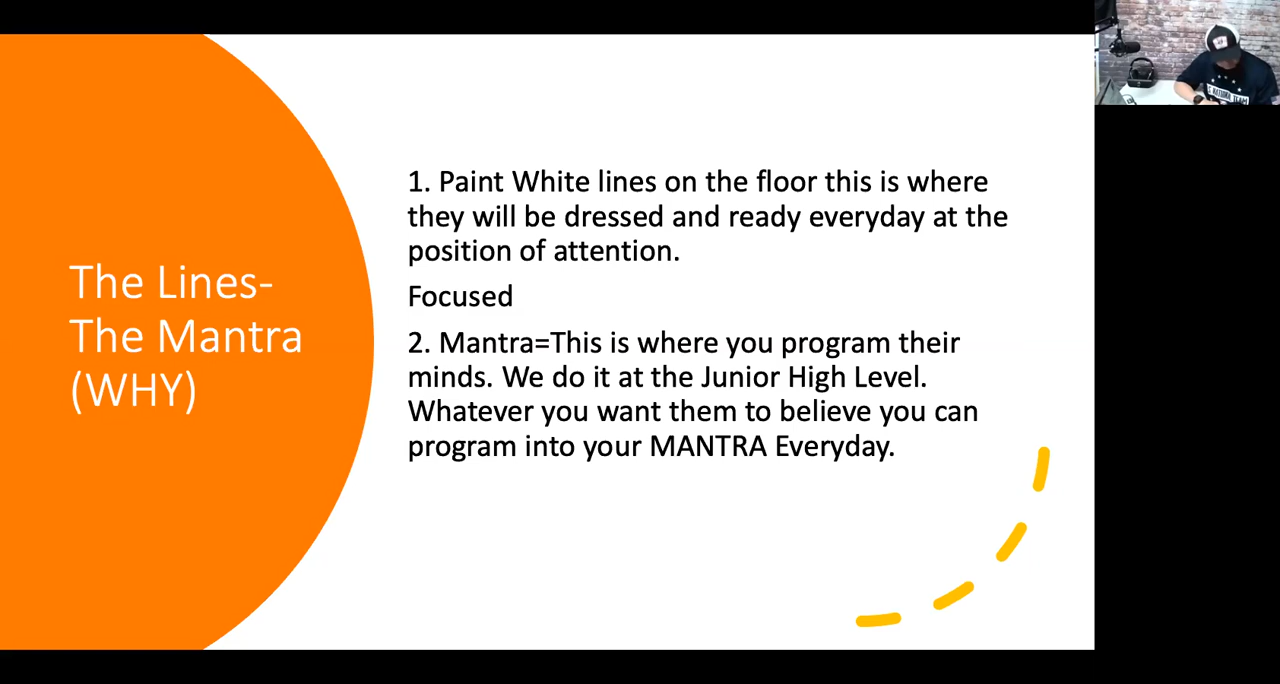 The Lines-
The Mantra
(WHY)
1. Paint White lines on the floor this is where
they will be dressed and ready everyday at the
position of attention.
Focused
2. Mantra=This is where you program their
minds. We do it at the Junior High Level.
Whatever you want them to believe you can
program into your MANTRA Everyday.
NATIONAL TEAM